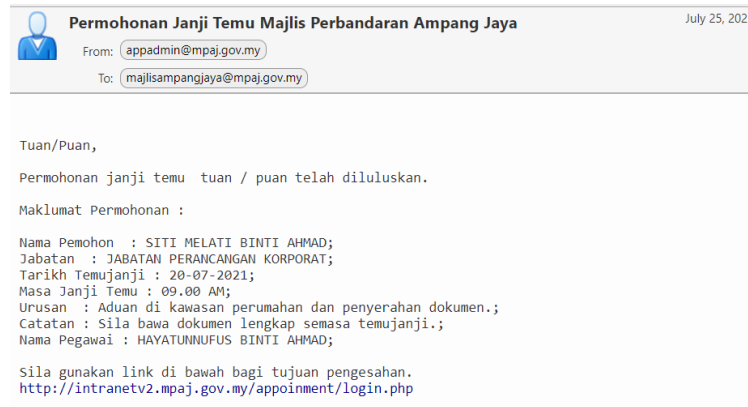 Permohonan Janji Temu Majlis Perbandaran Ampang Jaya
July 25, 202
From: appadmin@mpaj.gov.my
To: majlisampangjaya@mpaj.gov.my
Tuan/Puan,
Permohonan janji temu  tuan / puan telah diluluskan.
Maklumat Permohonan :
Nama Pemohon  : SITI MELATI BINTI AHMAD;
Jabatan  : JABATAN PERANCANGAN KORPORAT;
Tarikh Temujanji : 20-07-2021;
Masa Janji Temu : 09.00 AM;
Urusan  : Aduan di kawasan perumahan dan penyerahan dokumen.;
Catatan : Sila bawa dokumen lengkap semasa temujanji.;
Nama Pegawai : HAYATUNNUFUS BINTI AHMAD;
Sila gunakan link di bawah bagi tujuan pengesahan.
http://intranetv2.mpaj.gov.my/appoinment/login.php